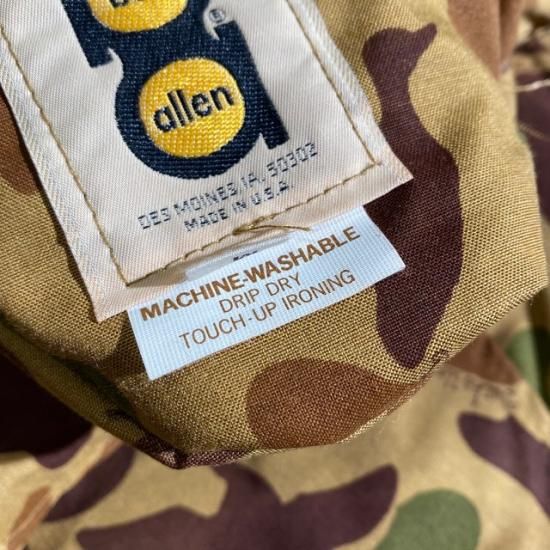 allen
®
DES MOINES, IA. 50302
MADE IN U.S.A.
MACHINE-WASHABLE
DRIP DRY
TOUCH-UP IRONING